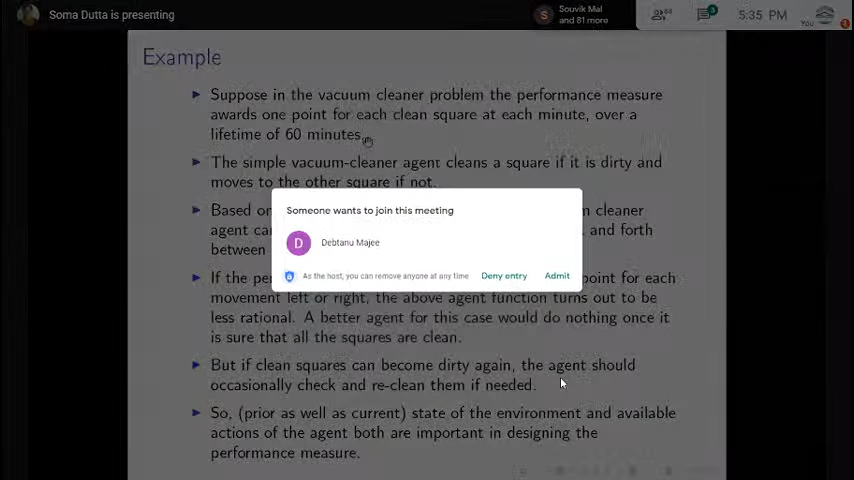 Soma Dutta is presenting
S
Souvik Mal
and 81 more
5:35 PM
You
Example
Suppose in the vacuum cleaner problem the performance measure
awards one point for each clean square at each minute, over a
lifetime of 60 minutes.
The simple vacuum-cleaner agent cleans a square if it is dirty and
moves to the other square if not.
Based on
m cleaner
agent ca
and forth
between
Someone wants to join this meeting
D
Debtanu Majee
As the host, you can remove anyone at any time
Deny entry
Admit
If the pe
point for each
movement left or right, the above agent function turns out to be
less rational. A better agent for this case would do nothing once it
is sure that all the squares are clean.
But if clean squares can become dirty again, the agent should
occasionally check and re-clean them if needed.
So, (prior as well as current) state of the environment and available
actions of the agent both are important in designing the
performance measure.